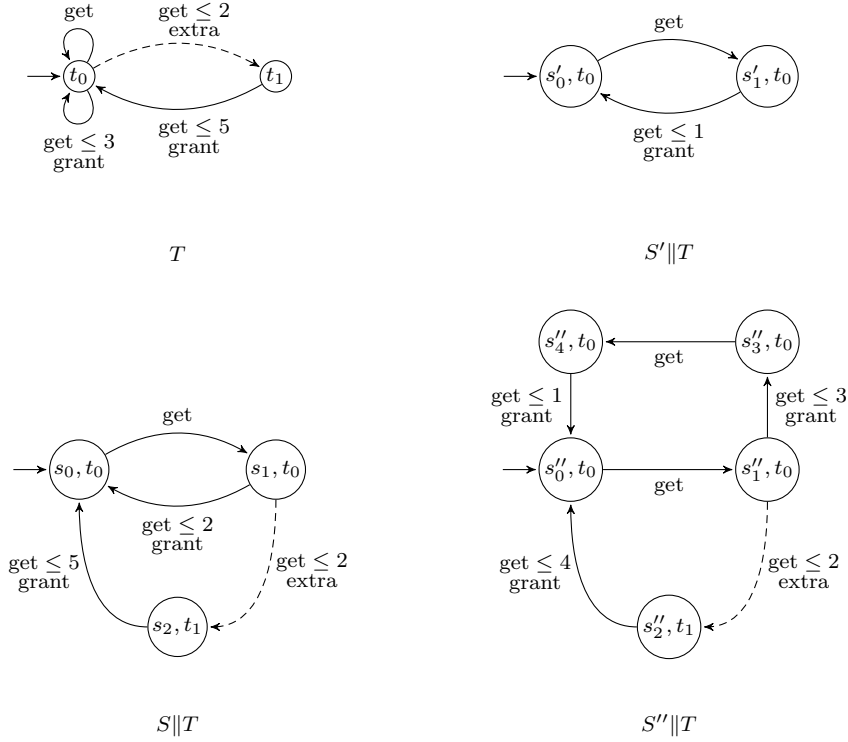 get
get ≤ 2
extra
t₀
t₁
get ≤ 3
grant
get ≤ 5
grant
T
get
s′₀, t₀
s′₁, t₀
get ≤ 1
grant
S′∥T
get
s₀, t₀
s₁, t₀
get ≤ 2
grant
get ≤ 5
grant
get ≤ 2
extra
s₂, t₁
S∥T
s″₄, t₀
s″₃, t₀
get
get ≤ 1
grant
get ≤ 3
grant
s″₀, t₀
s″₁, t₀
get
get ≤ 4
grant
get ≤ 2
extra
s″₂, t₁
S″∥T